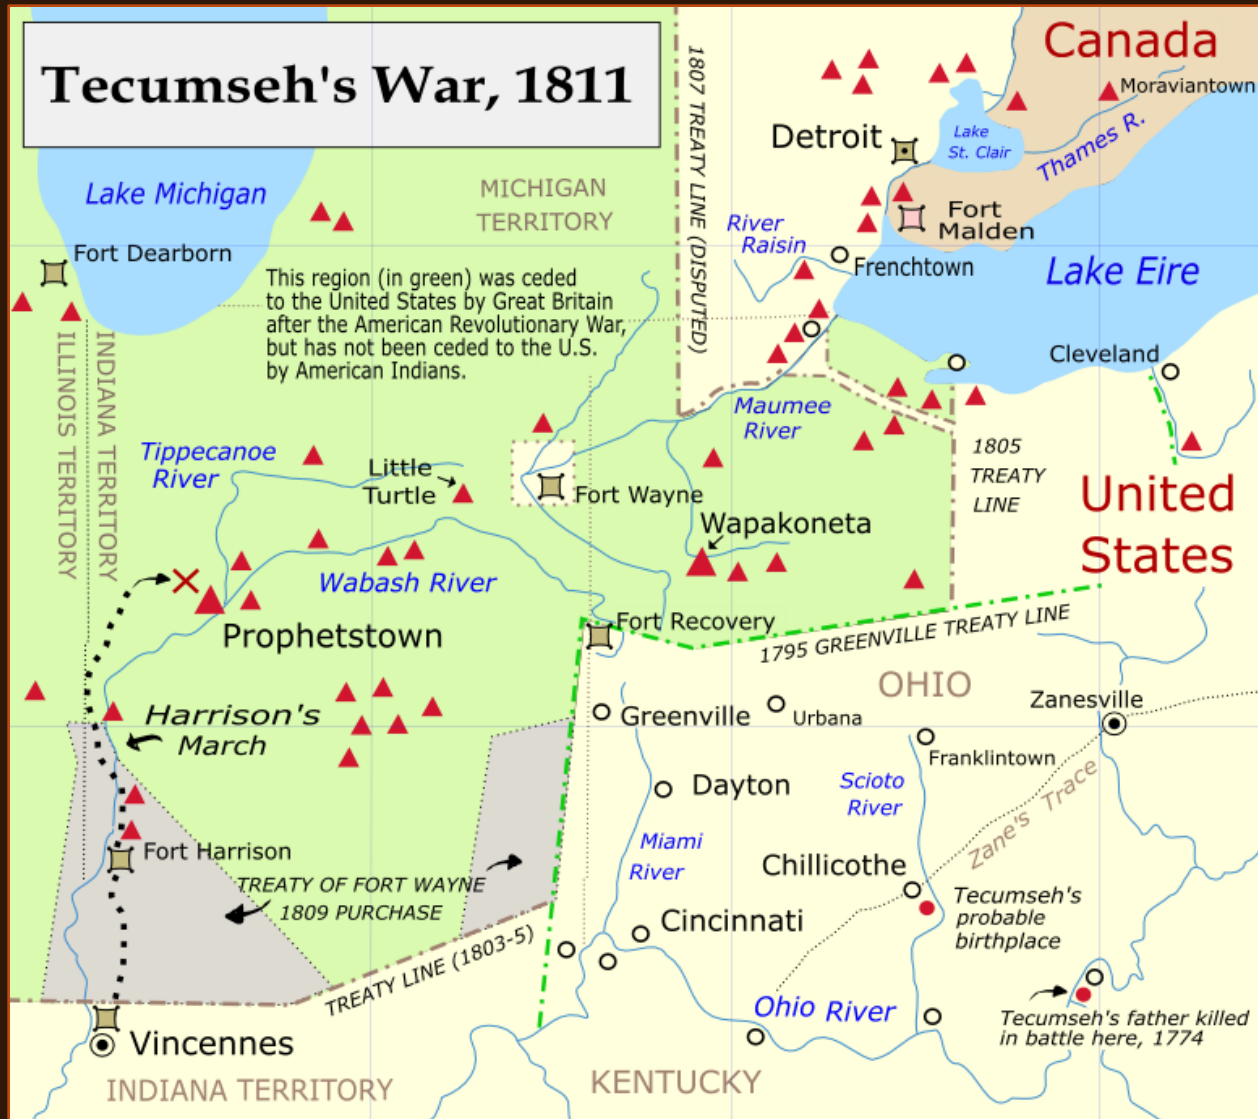 Tecumseh's War, 1811
Canada
Moraviantown
Thames R.
Lake
St. Clair
Detroit
Fort
Malden
1807 TREATY LINE (DISPUTED)
Lake Michigan
MICHIGAN
TERRITORY
River
Raisin
Frenchtown
Lake Eire
Fort Dearborn
This region (in green) was ceded
to the United States by Great Britain
after the American Revolutionary War,
but has not been ceded to the U.S.
by American Indians.
ILLINOIS TERRITORY
INDIANA TERRITORY
Cleveland
Maumee
River
1805
TREATY
LINE
Tippecanoe
River
Little
Turtle
Fort Wayne
Wapakoneta
United
States
Wabash River
Prophetstown
Fort Recovery
1795 GREENVILLE TREATY LINE
OHIO
Harrison's
March
Greenville
Urbana
Zanesville
Franklintown
Dayton
Scioto
River
Zane's Trace
Miami
River
Fort Harrison
TREATY OF FORT WAYNE
1809 PURCHASE
Chillicothe
Tecumseh's
probable
birthplace
Cincinnati
TREATY LINE (1803-5)
Ohio River
Tecumseh's father killed
in battle here, 1774
Vincennes
INDIANA TERRITORY
KENTUCKY